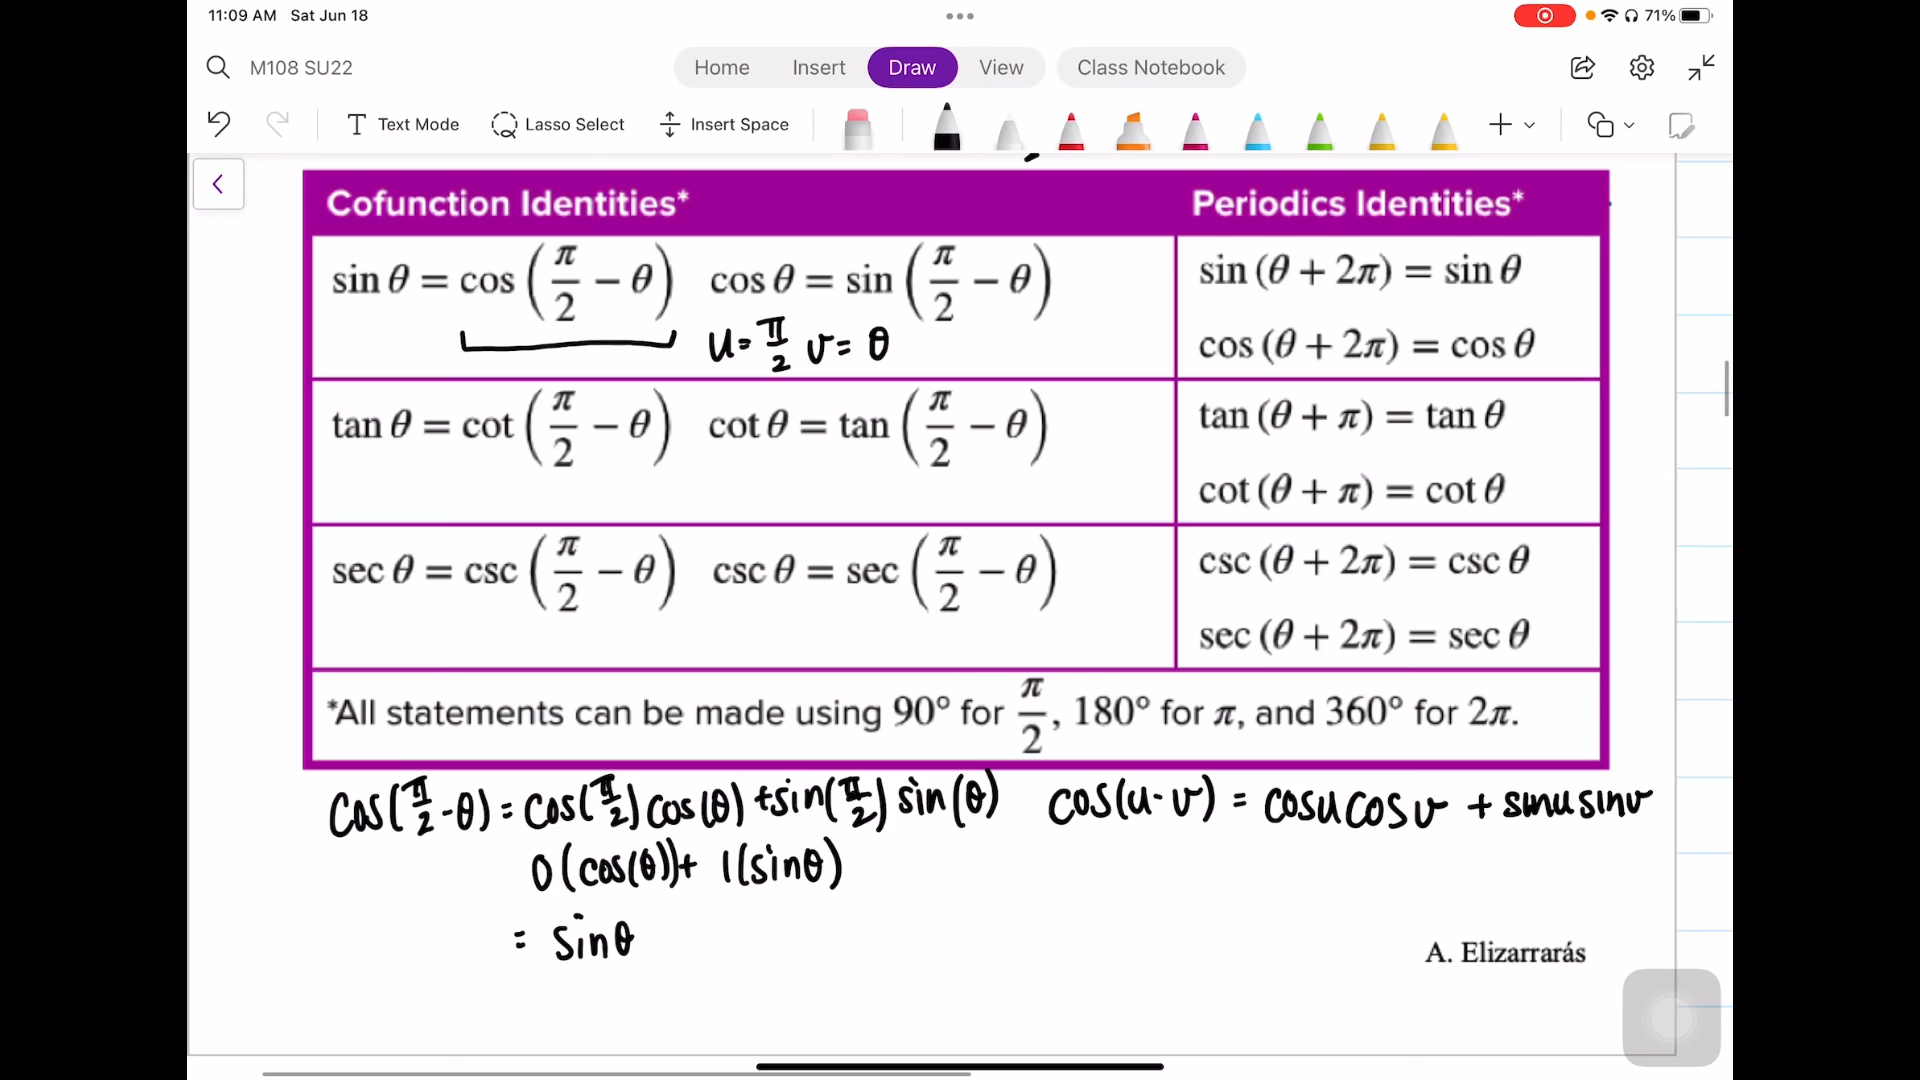 11:09 AM Sat Jun 18
71%
M108 SU22
Home Insert Draw View Class Notebook
Text Mode Lasso Select Insert Space
Cofunction Identities* Periodics Identities*
sin θ = cos (π/2 − θ) cos θ = sin (π/2 − θ) sin (θ + 2π) = sin θ
u = π/2 v = θ cos (θ + 2π) = cos θ
tan θ = cot (π/2 − θ) cot θ = tan (π/2 − θ) tan (θ + π) = tan θ
cot (θ + π) = cot θ
sec θ = csc (π/2 − θ) csc θ = sec (π/2 − θ) csc (θ + 2π) = csc θ
sec (θ + 2π) = sec θ
*All statements can be made using 90° for π/2, 180° for π, and 360° for 2π.
cos(π/2 - θ) = cos(π/2) cos(θ) + sin(π/2) sin(θ) cos(u - v) = cosu cosv + sinu sinv
0(cos(θ)) + 1(sinθ)
= sinθ
A. Elizarrarás